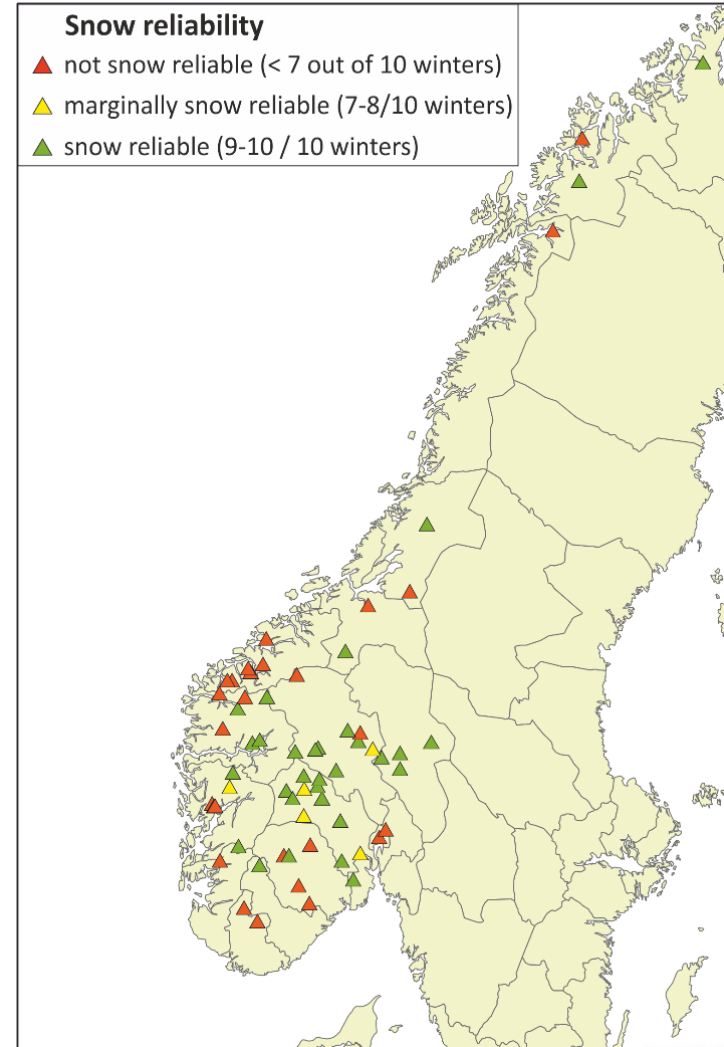 Snow reliability
not snow reliable (< 7 out of 10 winters)
marginally snow reliable (7-8/10 winters)
snow reliable (9-10 / 10 winters)